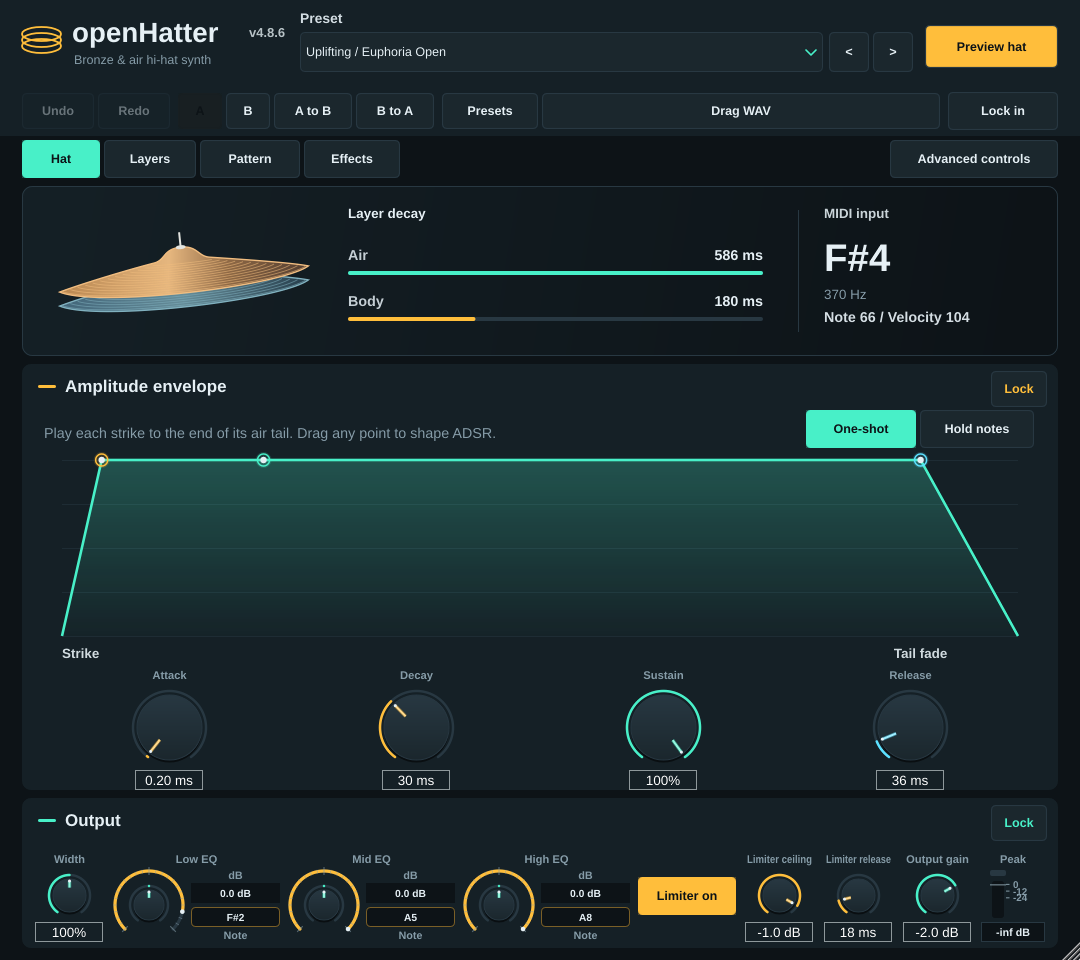 openHatter
Bronze & air hi-hat synth
v4.8.6
Preset
Uplifting / Euphoria Open
<
>
Preview hat
Undo
Redo
A
B
A to B
B to A
Presets
Drag WAV
Lock in
Hat
Layers
Pattern
Effects
Advanced controls
Layer decay
Air
586 ms
Body
180 ms
MIDI input
F#4
370 Hz
Note 66 / Velocity 104
Amplitude envelope
Lock
Play each strike to the end of its air tail. Drag any point to shape ADSR.
One-shot
Hold notes
Strike
Tail fade
Attack
Decay
Sustain
Release
0.20 ms
30 ms
100%
36 ms
Output
Lock
Width
100%
Low EQ
dB
0.0 dB
F#2
Note
Mid EQ
dB
0.0 dB
A5
Note
High EQ
dB
0.0 dB
A8
Note
Limiter on
Limiter ceiling
-1.0 dB
Limiter release
18 ms
Output gain
-2.0 dB
Peak
0
-12
-24
-inf dB